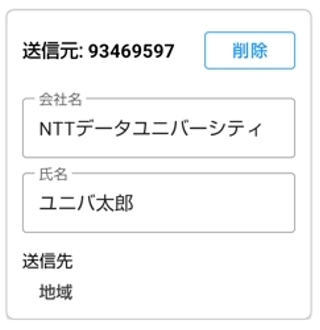 送信元: 93469597
削除
会社名
NTTデータユニバーシティ
氏名
ユニバ太郎
送信先
地域